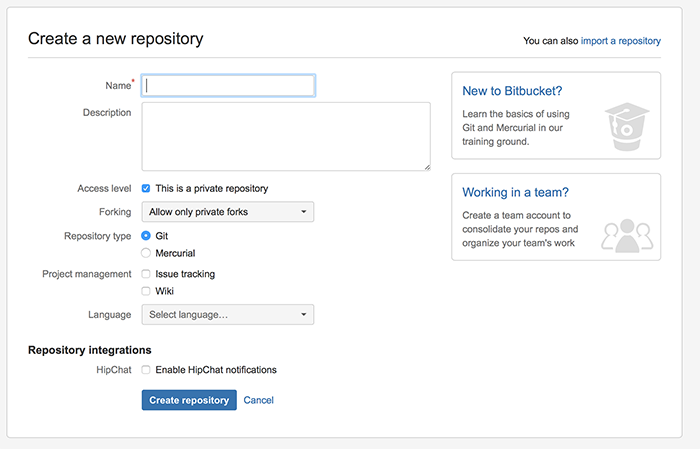 Create a new repository
You can also import a repository
Name*
Description
Access level This is a private repository
Forking Allow only private forks
Repository type Git
Mercurial
Project management Issue tracking
Wiki
Language Select language…
Repository integrations
HipChat Enable HipChat notifications
Create repository Cancel
New to Bitbucket?
Learn the basics of using
Git and Mercurial in our
training ground.
Working in a team?
Create a team account to
consolidate your repos and
organize your team's work